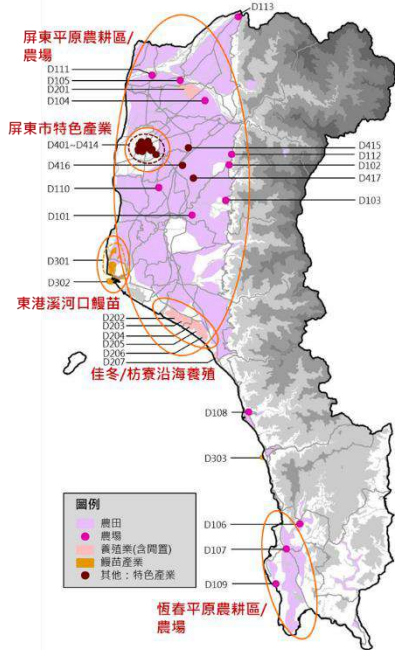 D113
屏東平原農耕區/
農場
D111
D105
D201
D104
屏東市特色產業
D401~D414
D415
D112
D416
D102
D417
D110
D103
D101
D301
D302
東港溪河口鰻苗
D202
D203
D204
D205
D206
D207
佳冬/枋寮沿海養殖
D108
D303
圖例
農田
農場
養殖業(含閒置)
鰻苗產業
其他：特色產業
D106
D107
D109
恆春平原農耕區/
農場